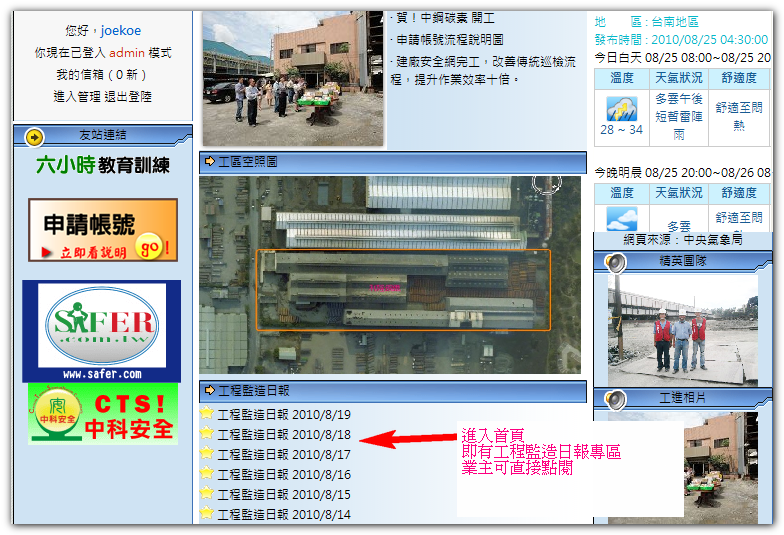 您好，joekoe
你現在已登入 admin 模式
我的信箱（0 新）
進入管理 退出登陸
友站連結
六小時教育訓練
申請帳號
▶ 立即看說明 go!
SAFER
.com.tw
www.safer.com
CTS!
中科安全
· 賀！中鋼碳素 開工
· 申請帳號流程說明圖
· 建廠安全網完工，改善傳統巡檢流
程，提升作業效率十倍。
工區空照圖
工程監造日報
工程監造日報 2010/8/19
工程監造日報 2010/8/18
工程監造日報 2010/8/17
工程監造日報 2010/8/16
工程監造日報 2010/8/15
工程監造日報 2010/8/14
進入首頁
即有工程監造日報專區
業主可直接點閱
地 區：台南地區
發布時間：2010/08/25 04:30:00
今日白天 08/25 08:00~08/25 20
溫度 天氣狀況 舒適度
28 ~ 34
多雲午後
短暫雷陣
雨
舒適至悶
熱
今晚明晨 08/25 20:00~08/26 08
溫度 天氣狀況 舒適度
多雲
舒適至悶
網頁來源：中央氣象局
精英團隊
工進相片